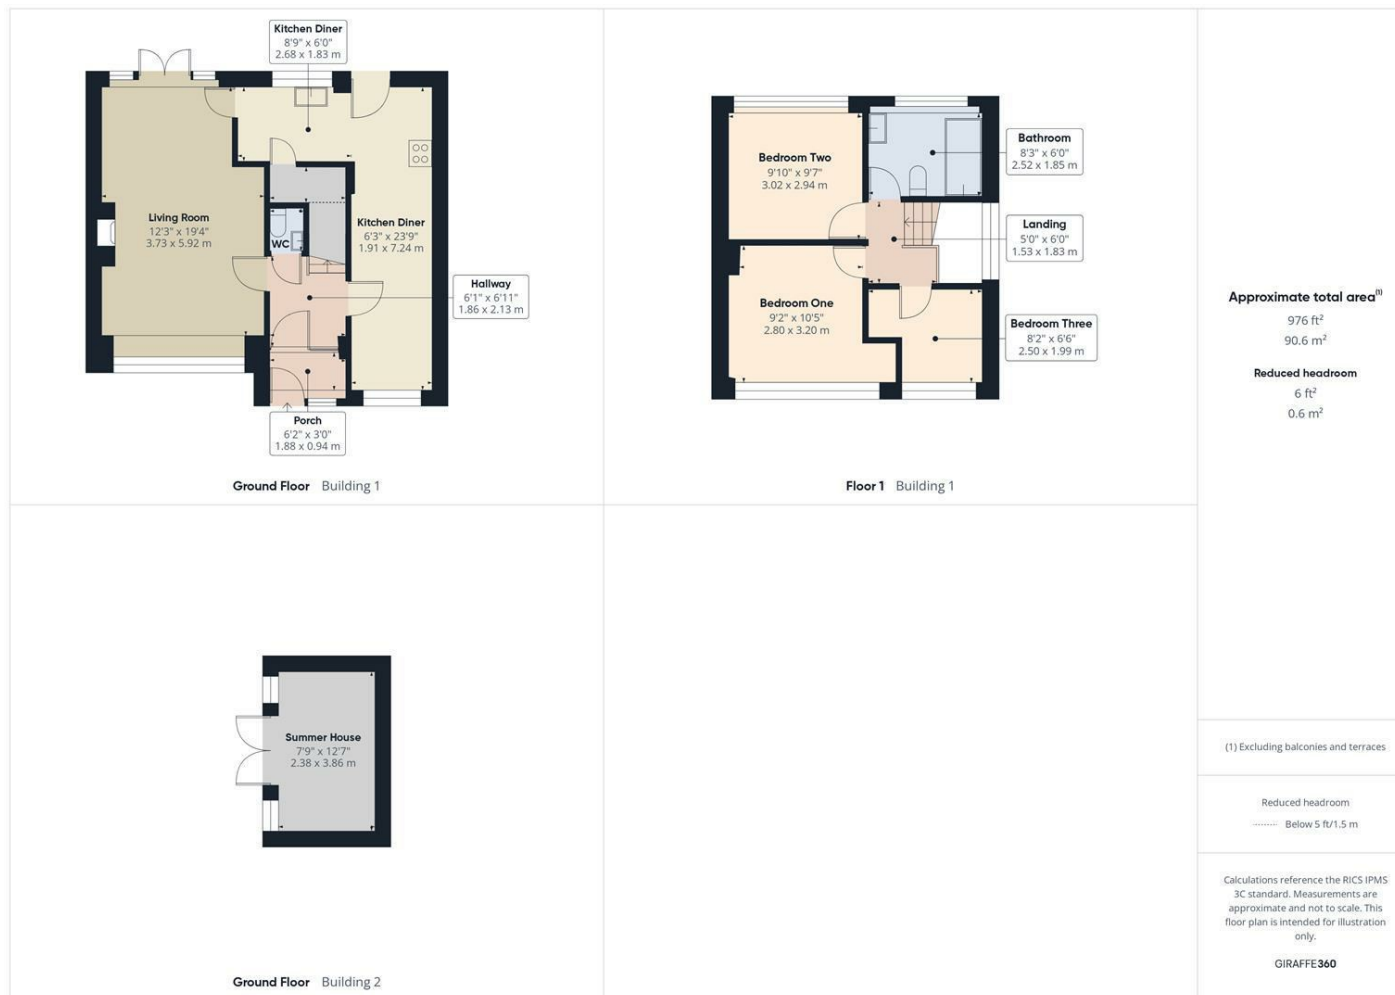 Kitchen Diner
8'9" x 6'0"
2.68 x 1.83 m
Living Room
12'3" x 19'4"
3.73 x 5.92 m
WC
Kitchen Diner
6'3" x 23'9"
1.91 x 7.24 m
Hallway
6'1" x 6'11"
1.86 x 2.13 m
Porch
6'2" x 3'0"
1.88 x 0.94 m
Ground Floor Building 1
Bedroom Two
9'10" x 9'7"
3.02 x 2.94 m
Bathroom
8'3" x 6'0"
2.52 x 1.85 m
Landing
5'0" x 6'0"
1.53 x 1.83 m
Bedroom One
9'2" x 10'5"
2.80 x 3.20 m
Bedroom Three
8'2" x 6'6"
2.50 x 1.99 m
Floor 1 Building 1
Summer House
7'9" x 12'7"
2.38 x 3.86 m
Ground Floor Building 2
Approximate total area(1)
976 ft²
90.6 m²
Reduced headroom
6 ft²
0.6 m²
(1) Excluding balconies and terraces
Reduced headroom
Below 5 ft/1.5 m
Calculations reference the RICS IPMS
3C standard. Measurements are
approximate and not to scale. This
floor plan is intended for illustration
only.
GIRAFFE360